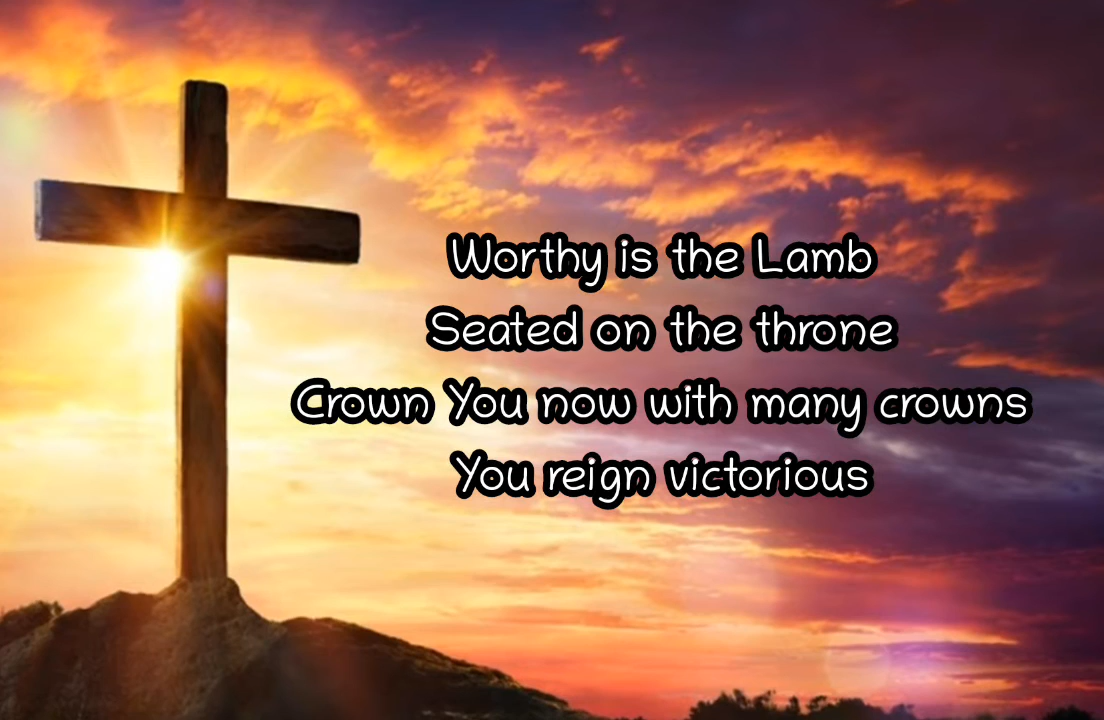 Worthy is the Lamb
Seated on the throne
Crown You now with many crowns
You reign victorious